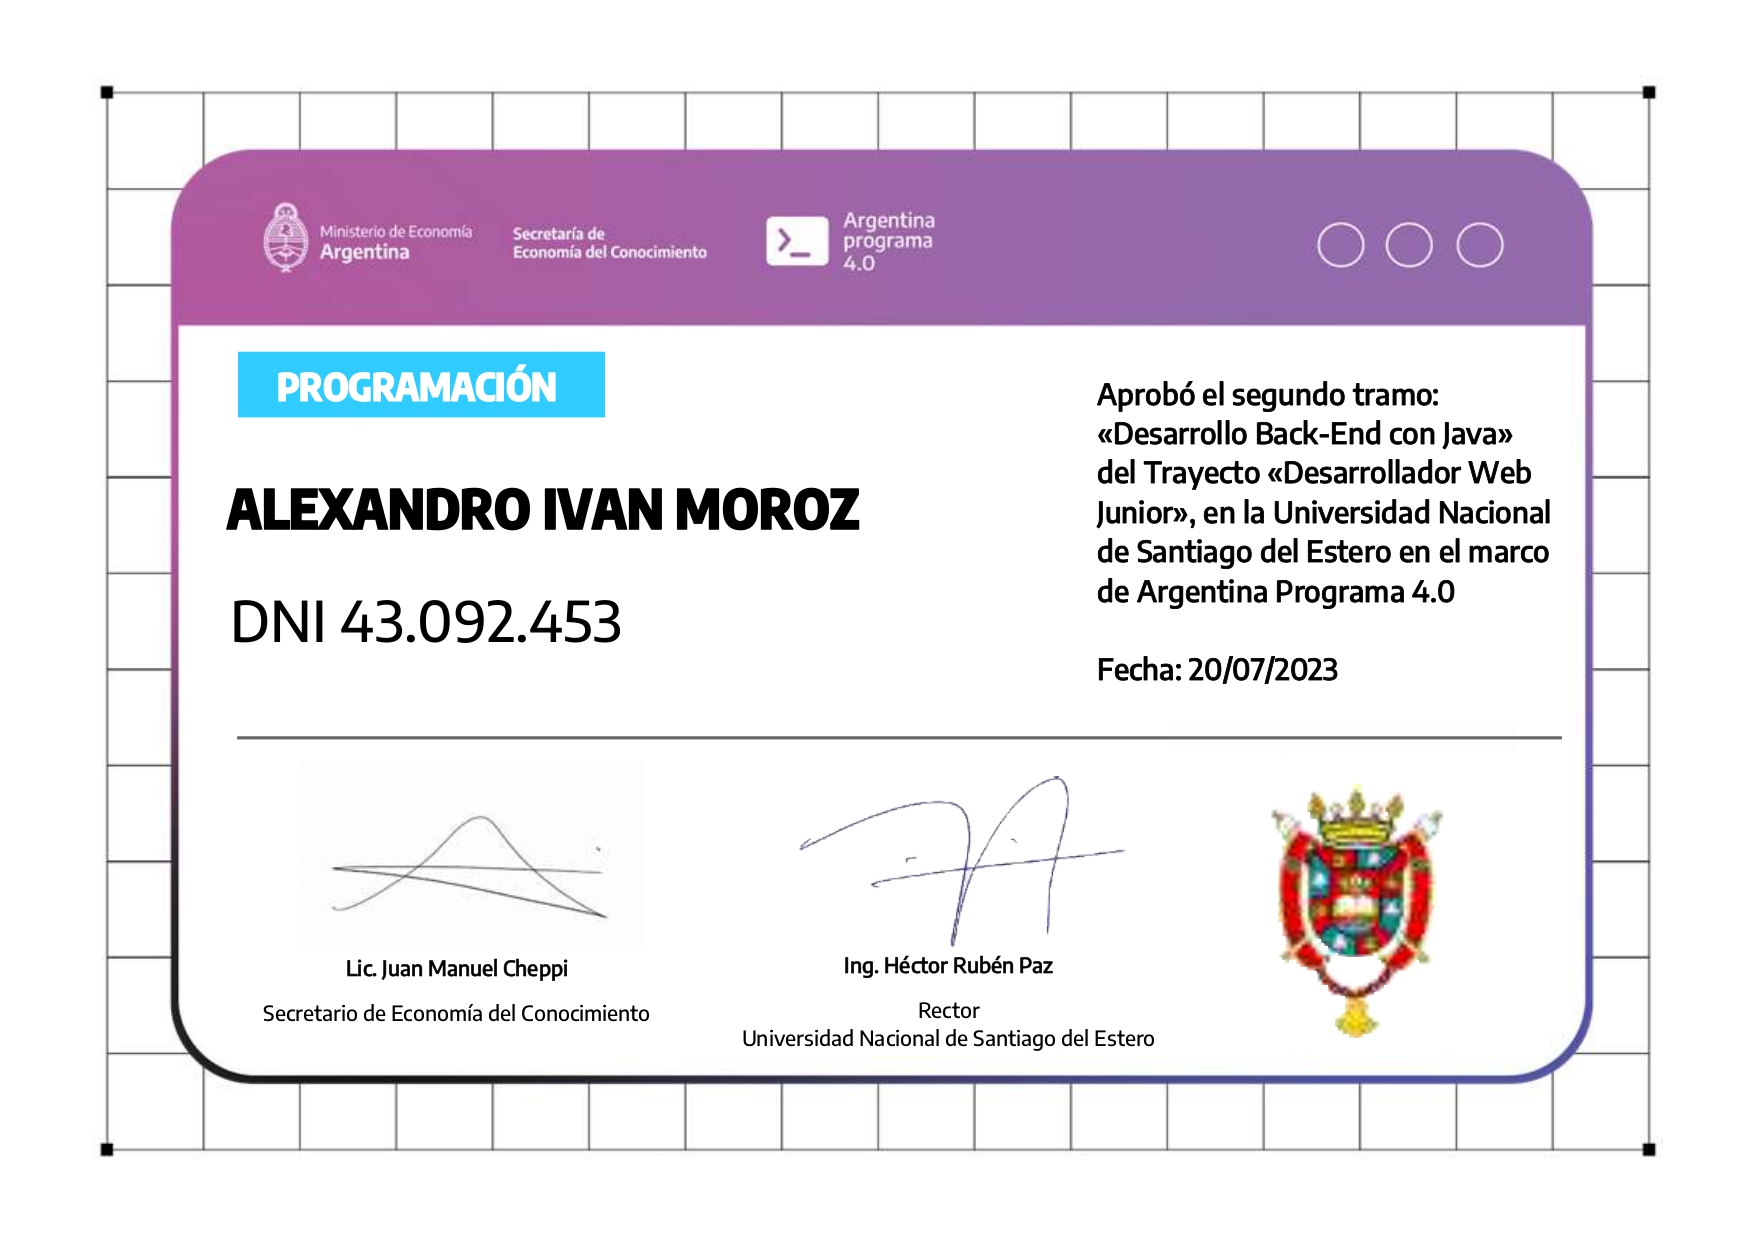 Ministerio de Economía
Argentina
Secretaría de
Economía del Conocimiento
Argentina
programa
4.0
PROGRAMACIÓN
ALEXANDRO IVAN MOROZ
DNI 43.092.453
Aprobó el segundo tramo:
«Desarrollo Back-End con Java»
del Trayecto «Desarrollador Web
Junior», en la Universidad Nacional
de Santiago del Estero en el marco
de Argentina Programa 4.0
Fecha: 20/07/2023
Lic. Juan Manuel Cheppi
Secretario de Economía del Conocimiento
Ing. Héctor Rubén Paz
Rector
Universidad Nacional de Santiago del Estero